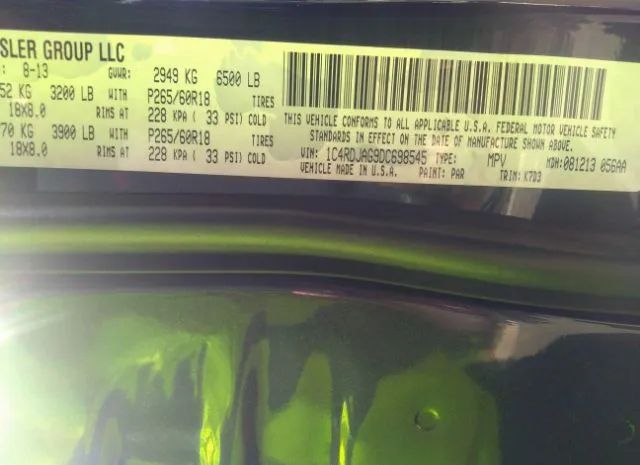 SLER GROUP LLC
: 8-13 GVWR: 2949 KG 6500 LB
52 KG 3200 LB WITH P265/60R18 TIRES
18X8.0 RIMS AT 228 KPA ( 33 PSI) COLD
70 KG 3900 LB WITH P265/60R18 TIRES
18X8.0 RIMS AT 228 KPA ( 33 PSI) COLD
THIS VEHICLE CONFORMS TO ALL APPLICABLE U.S.A. FEDERAL MOTOR VEHICLE SAFETY
STANDARDS IN EFFECT ON THE DATE OF MANUFACTURE SHOWN ABOVE.
VIN: 1C4RDJAG9DC698545 TYPE: MPV MDH:081213 056AA
VEHICLE MADE IN U.S.A. PAINT: PAR TRIM: K7D3